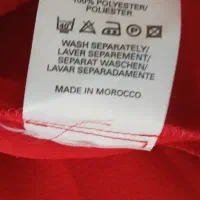 100% POLYESTER/
POLIESTER
WASH SEPARATELY/
LAVER SEPAREMENT/
SEPARAT WASCHEN/
LAVAR SEPARADAMENTE
MADE IN MOROCCO